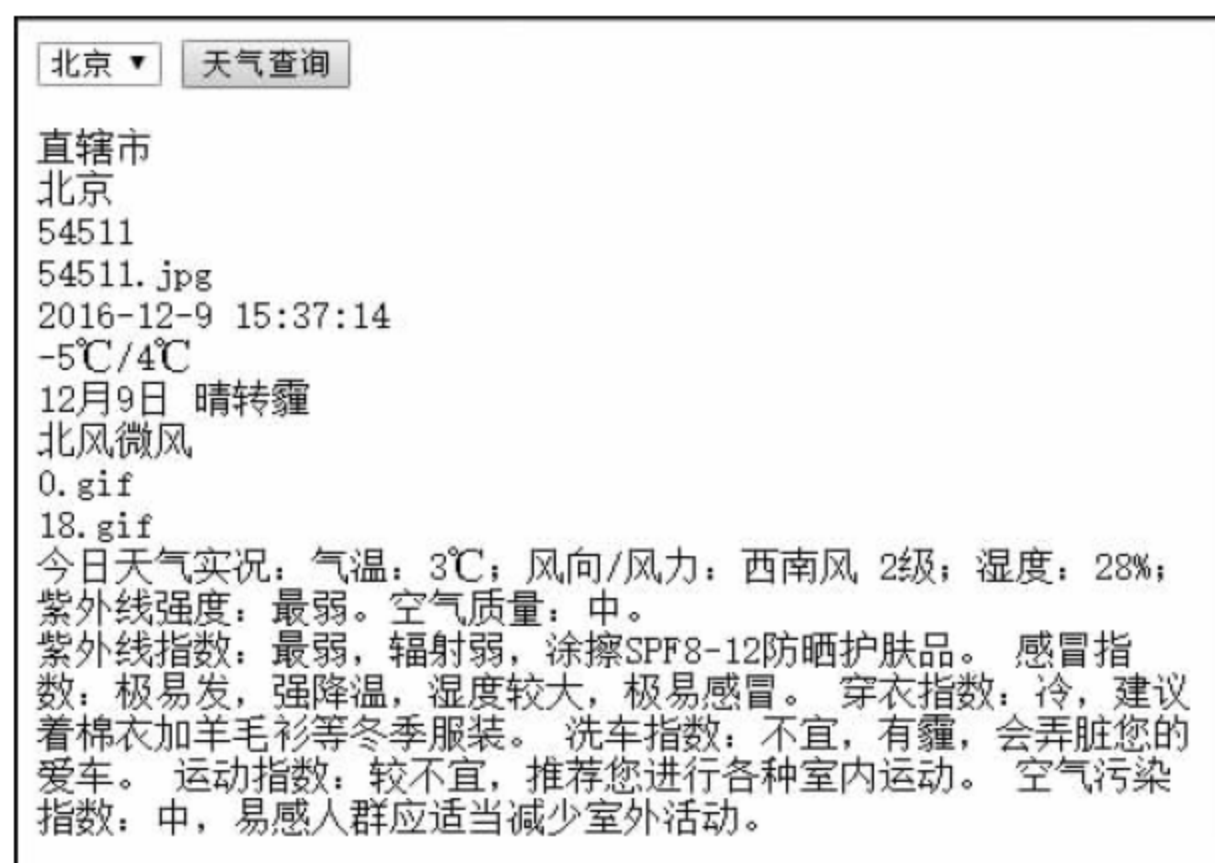 北京 ▼ 天气查询
直辖市
北京
54511
54511.jpg
2016-12-9 15:37:14
-5℃/4℃
12月9日 晴转霾
北风微风
0.gif
18.gif
今日天气实况：气温：3℃；风向/风力：西南风 2级；湿度：28%；
紫外线强度：最弱。空气质量：中。
紫外线指数：最弱，辐射弱，涂擦SPF8-12防晒护肤品。 感冒指
数：极易发，强降温，湿度较大，极易感冒。 穿衣指数：冷，建议
着棉衣加羊毛衫等冬季服装。 洗车指数：不宜，有霾，会弄脏您的
爱车。 运动指数：较不宜，推荐您进行各种室内运动。 空气污染
指数：中，易感人群应适当减少室外活动。